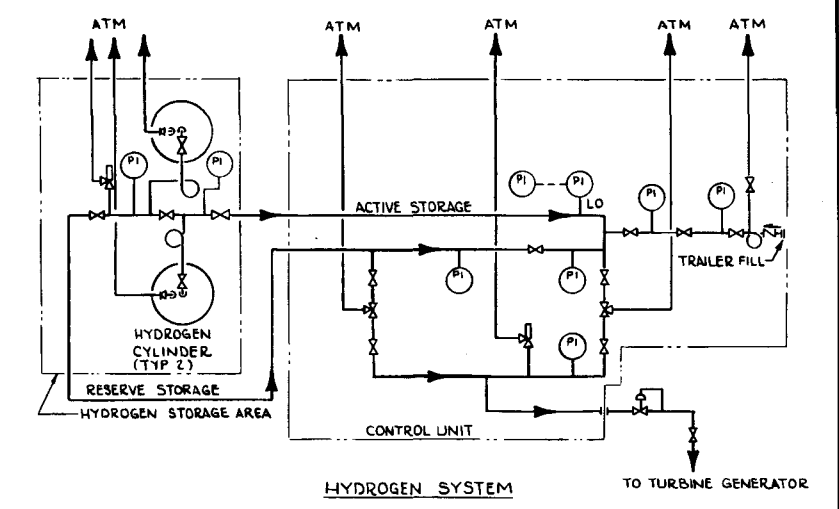 ATM
ATM
ATM
ATM
ATM
PI
PI
PI
PI
LO
PI
PI
ACTIVE STORAGE
TRAILER FILL
PI
PI
HYDROGEN
CYLINDER
(TYP 2)
PI
RESERVE STORAGE
HYDROGEN STORAGE AREA
CONTROL UNIT
TO TURBINE GENERATOR
HYDROGEN SYSTEM